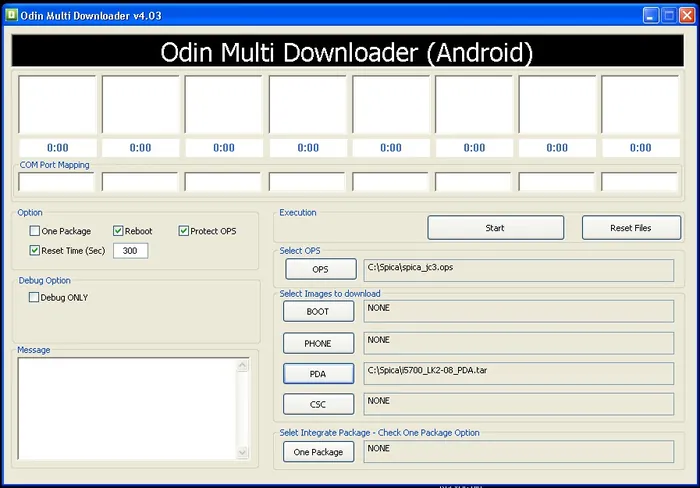 Odin Multi Downloader v4.03
Odin Multi Downloader (Android)
0:00 0:00 0:00 0:00 0:00 0:00 0:00 0:00
COM Port Mapping
Option
One Package Reboot Protect OPS
Reset Time (Sec) 300
Debug Option
Debug ONLY
Message
Execution
Start Reset Files
Select OPS
OPS C:\Spica\spica_jc3.ops
Select Images to download
BOOT NONE
PHONE NONE
PDA C:\Spica\i5700_LK2-08_PDA.tar
CSC NONE
Selet Integrate Package - Check One Package Option
One Package NONE